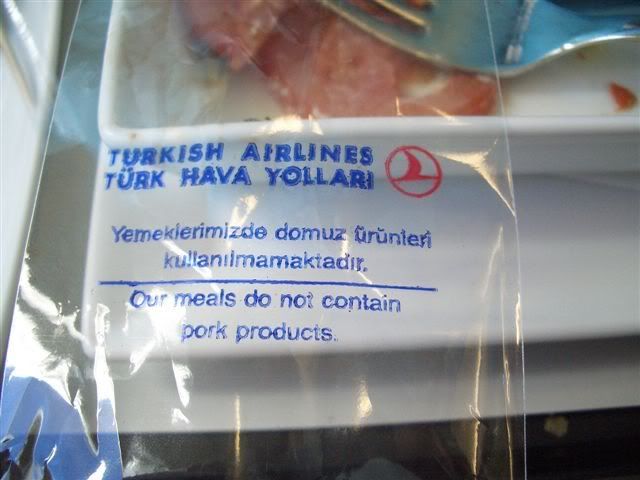 TURKISH AIRLINES
TÜRK HAVA YOLLARI
Yemeklerimizde domuz ürünleri
kullanılmamaktadır.
Our meals do not contain
pork products.